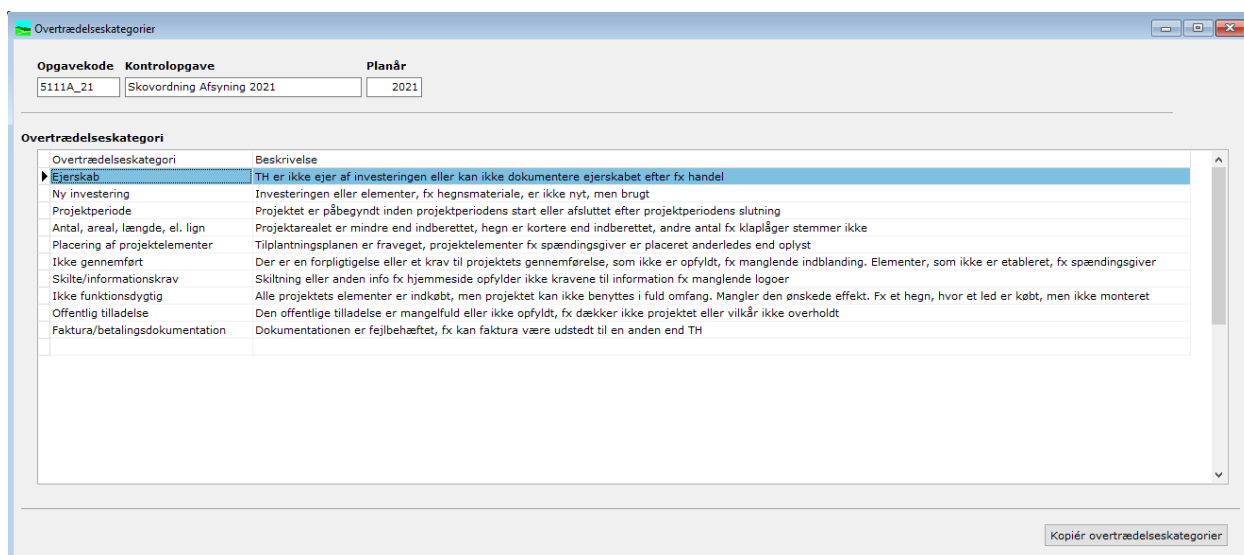 Overtrædelseskategorier
Opgavekode Kontrolopgave Planår
5111A_21 Skovordning Afsyning 2021 2021
Overtrædelseskategori
Overtrædelseskategori Beskrivelse
Ejerskab TH er ikke ejer af investeringen eller kan ikke dokumentere ejerskabet efter fx handel
Ny investering Investeringen eller elementer, fx hegnsmateriale, er ikke nyt, men brugt
Projektperiode Projektet er påbegyndt inden projektperiodens start eller afsluttet efter projektperiodens slutning
Antal, areal, længde, el. lign Projektarealet er mindre end indberettet, hegn er kortere end indberettet, andre antal fx klaplåger stemmer ikke
Placering af projektelementer Tilplantningsplanen er fraveget, projektelementer fx spændingsgiver er placeret anderledes end oplyst
Ikke gennemført Der er en forpligtigelse eller et krav til projektets gennemførelse, som ikke er opfyldt, fx manglende indblanding. Elementer, som ikke er etableret, fx spændingsgiver
Skilte/informationskrav Skiltning eller anden info fx hjemmeside opfylder ikke kravene til information fx manglende logoer
Ikke funktionsdygtig Alle projektets elementer er indkøbt, men projektet kan ikke benyttes i fuld omfang. Mangler den ønskede effekt. Fx et hegn, hvor et led er købt, men ikke monteret
Offentlig tilladelse Den offentlige tilladelse er mangelfuld eller ikke opfyldt, fx dækker ikke projektet eller vilkår ikke overholdt
Faktura/betalingsdokumentation Dokumentationen er fejlbehæftet, fx kan faktura være udstedt til en anden end TH
Kopiér overtrædelseskategorier